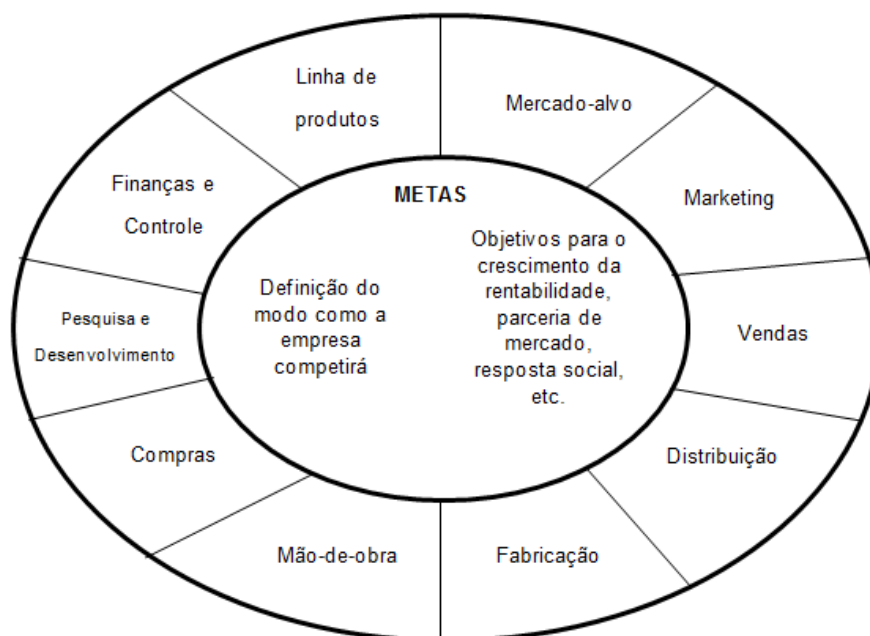 Linha de
produtos
Mercado-alvo
Marketing
Vendas
Distribuição
Fabricação
Mão-de-obra
Compras
Pesquisa e
Desenvolvimento
Finanças e
Controle
METAS
Definição do
modo como a
empresa
competirá
Objetivos para o
crescimento da
rentabilidade,
parceria de
mercado,
resposta social,
etc.